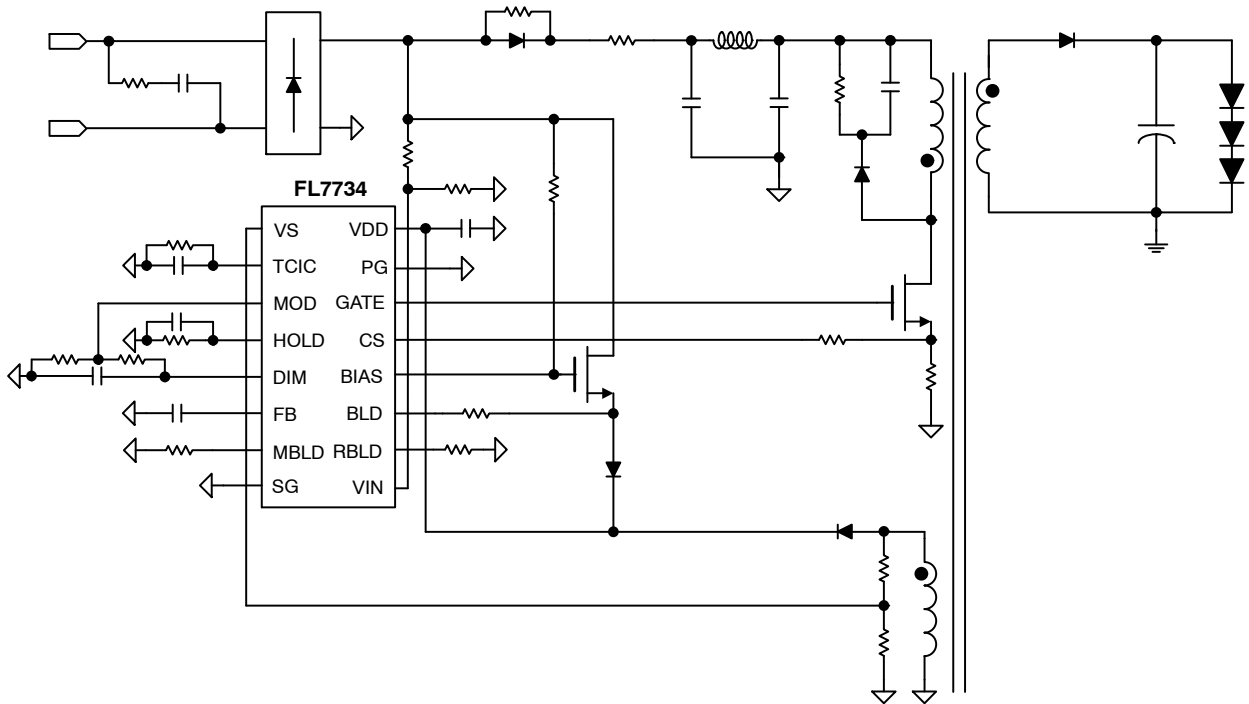 FL7734
VS VDD
TCIC PG
MOD GATE
HOLD CS
DIM BIAS
FB BLD
MBLD RBLD
SG VIN